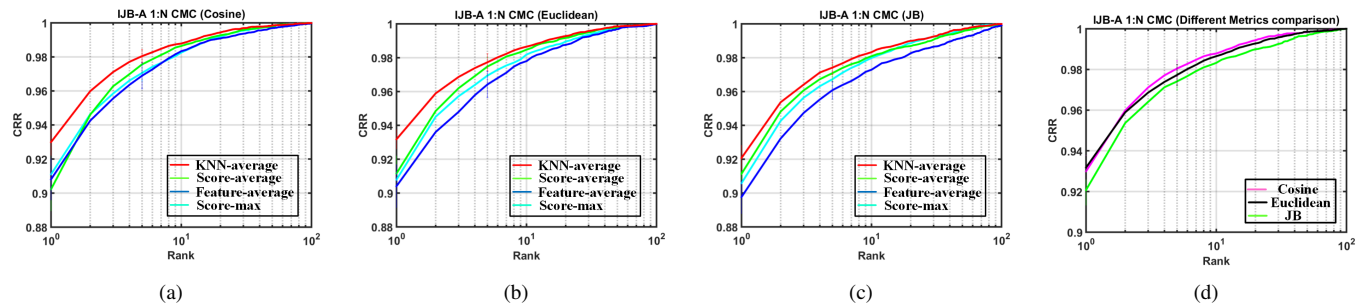 IJB-A 1:N CMC (Cosine)
CRR
1
0.98
0.96
0.94
0.92
0.9
0.88
KNN-average
Score-average
Feature-average
Score-max
10^0
10^1
10^2
Rank
(a)
IJB-A 1:N CMC (Euclidean)
CRR
1
0.98
0.96
0.94
0.92
0.9
0.88
KNN-average
Score-average
Feature-average
Score-max
10^0
10^1
10^2
Rank
(b)
IJB-A 1:N CMC (JB)
CRR
1
0.98
0.96
0.94
0.92
0.9
0.88
KNN-average
Score-average
Feature-average
Score-max
10^0
10^1
10^2
Rank
(c)
IJB-A 1:N CMC (Different Metrics comparison)
CRR
1
0.98
0.96
0.94
0.92
0.9
Cosine
Euclidean
JB
10^0
10^1
10^2
Rank
(d)